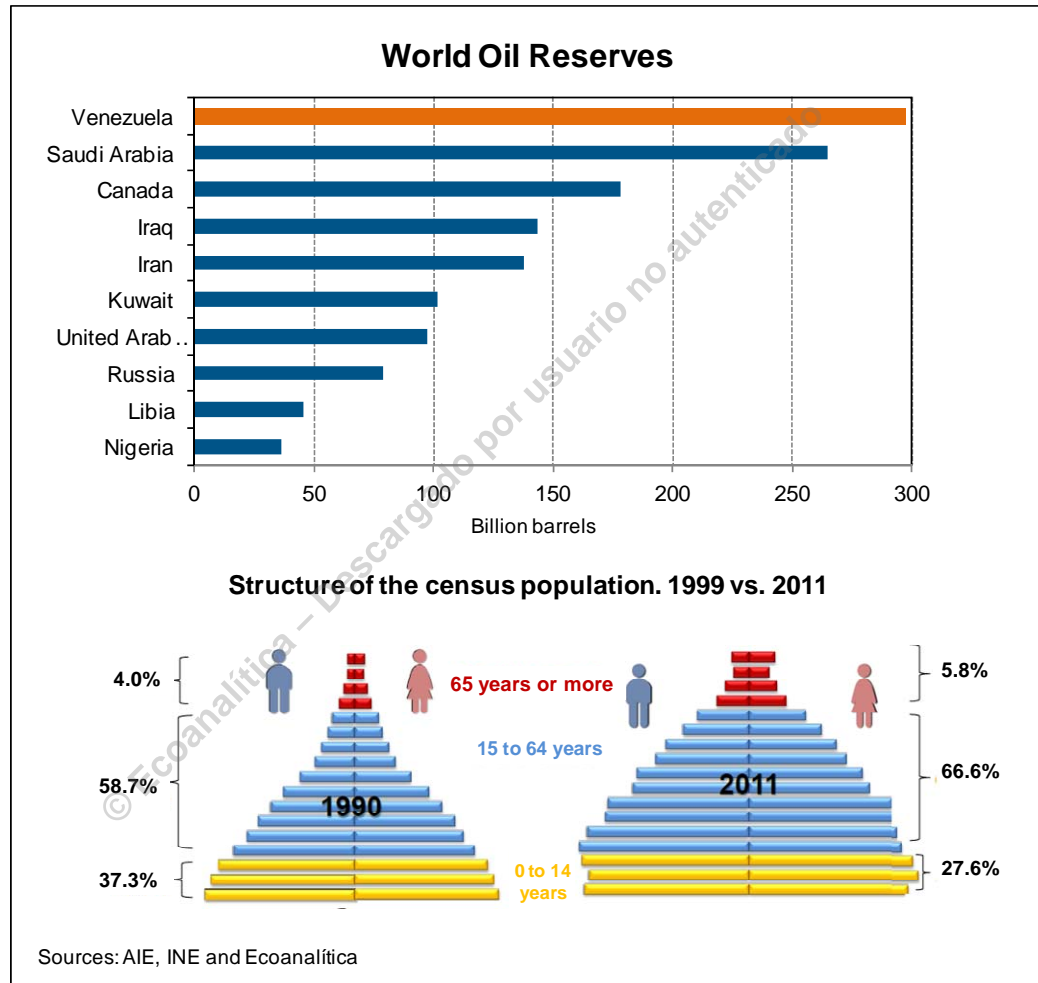 World Oil Reserves
Venezuela
Saudi Arabia
Canada
Iraq
Iran
Kuwait
United Arab ..
Russia
Libia
Nigeria
0 50 100 150 200 250 300
Billion barrels
© Ecoanalítica – Descargado por usuario no autenticado
Structure of the census population. 1999 vs. 2011
4.0%
65 years or more
5.8%
15 to 64 years
58.7%
1990
2011
66.6%
37.3%
0 to 14
years
27.6%
Sources: AIE, INE and Ecoanalítica